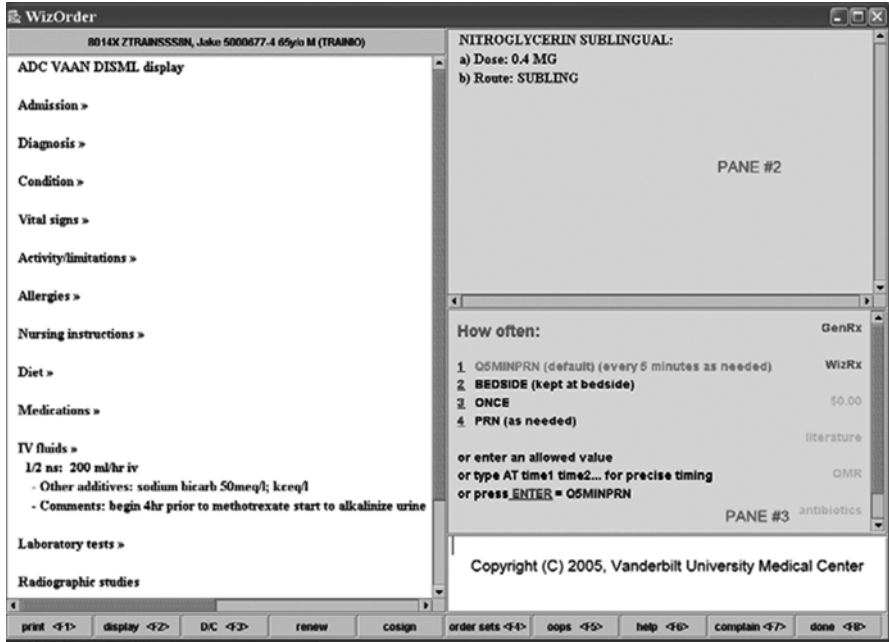 WizOrder
8014X ZTRAINSSS8N, Jake 5000677-4 65y/o M (TRAINIO)
ADC VAAN DISML display
Admission »
Diagnosis »
Condition »
Vital signs »
Activity/limitations »
Allergies »
Nursing instructions »
Diet »
Medications »
IV fluids »
1/2 ns: 200 ml/hr iv
- Other additives: sodium bicarb 50meq/l; kceq/l
- Comments: begin 4hr prior to methotrexate start to alkalinize urine
Laboratory tests »
Radiographic studies
NITROGLYCERIN SUBLINGUAL:
a) Dose: 0.4 MG
b) Route: SUBLING
PANE #2
How often:
GenRx
1 Q5MINPRN (default) (every 5 minutes as needed)
WizRx
2 BEDSIDE (kept at bedside)
3 ONCE
$0.00
4 PRN (as needed)
literature
or enter an allowed value
or type AT time1 time2... for precise timing
QMR
or press ENTER = Q5MINPRN
PANE #3
antibiotics
Copyright (C) 2005, Vanderbilt University Medical Center
print <F1> display <F2> D/C <F3> renew cosign order sets <F4> oops <F5> help <F6> complain <F7> done <F8>